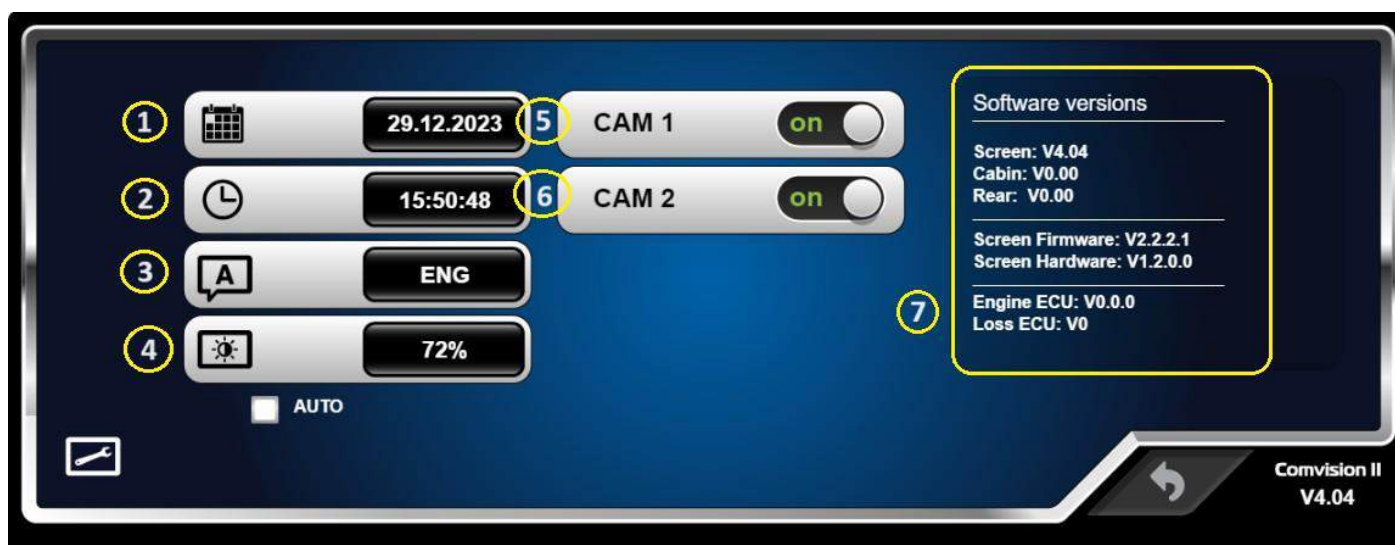 1
29.12.2023
2
15:50:48
3
A
ENG
4
72%
AUTO
5
CAM 1
on
6
CAM 2
on
7
Software versions
Screen: V4.04
Cabin: V0.00
Rear: V0.00
Screen Firmware: V2.2.2.1
Screen Hardware: V1.2.0.0
Engine ECU: V0.0.0
Loss ECU: V0
Comvision II
V4.04